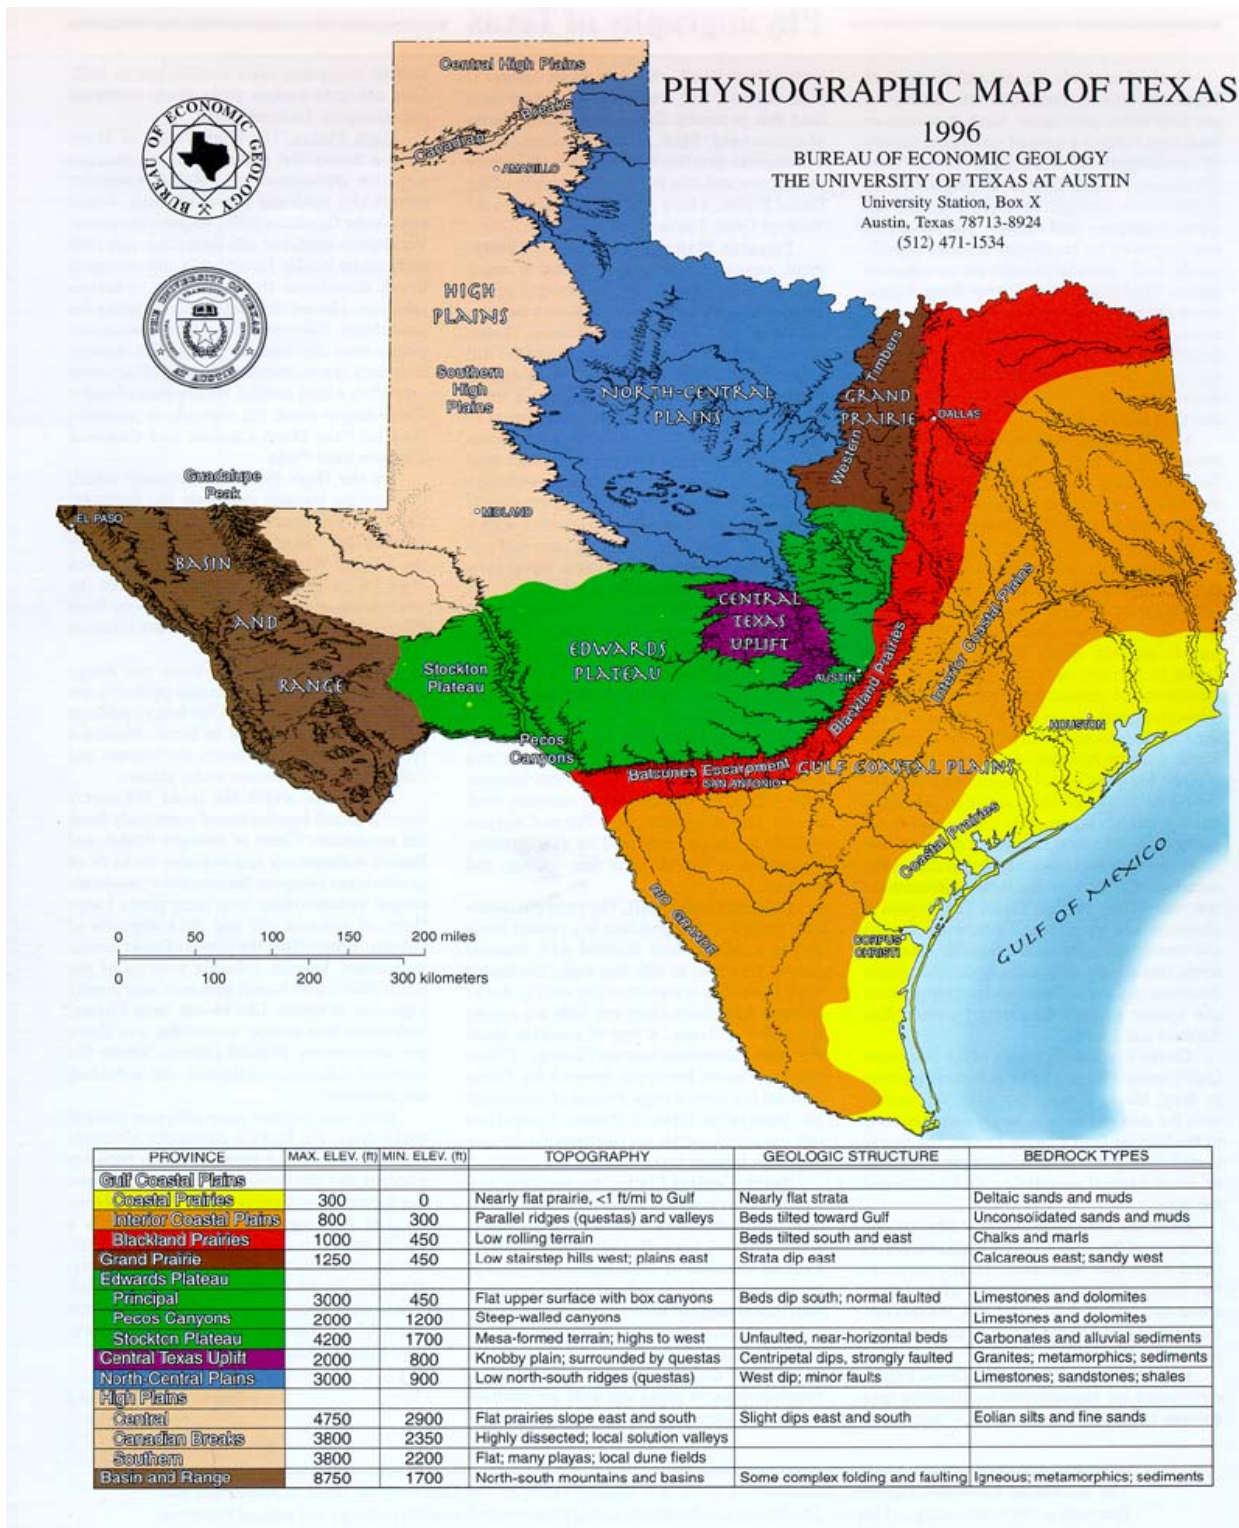 PHYSIOGRAPHIC MAP OF TEXAS
1996
BUREAU OF ECONOMIC GEOLOGY
THE UNIVERSITY OF TEXAS AT AUSTIN
University Station, Box X
Austin, Texas 78713-8924
(512) 471-1534
BUREAU OF ECONOMIC GEOLOGY
THE UNIVERSITY OF TEXAS
AT AUSTIN
Central High Plains
Canadian Breaks
AMARILLO
HIGH
PLAINS
Southern
High
Plains
NORTH-CENTRAL
PLAINS
Western Timbers
GRAND
PRAIRIE
DALLAS
Guadalupe
Peak
EL PASO
MIDLAND
BASIN
AND
RANGE
CENTRAL
TEXAS
UPLIFT
EDWARDS
PLATEAU
Stockton
Plateau
AUSTIN
Pecos
Canyons
Blackland Prairies
Interior Coastal Plains
HOUSTON
Balcones Escarpment
SAN ANTONIO
GULF COASTAL PLAINS
Coastal Prairies
RIO GRANDE
CORPUS
CHRISTI
GULF OF MEXICO
0 50 100 150 200 miles
0 100 200 300 kilometers
PROVINCE MAX. ELEV. (ft) MIN. ELEV. (ft) TOPOGRAPHY GEOLOGIC STRUCTURE BEDROCK TYPES
Gulf Coastal Plains
Coastal Prairies 300 0 Nearly flat prairie, <1 ft/mi to Gulf Nearly flat strata Deltaic sands and muds
Interior Coastal Plains 800 300 Parallel ridges (questas) and valleys Beds tilted toward Gulf Unconsolidated sands and muds
Blackland Prairies 1000 450 Low rolling terrain Beds tilted south and east Chalks and marls
Grand Prairie 1250 450 Low stairstep hills west; plains east Strata dip east Calcareous east; sandy west
Edwards Plateau
Principal 3000 450 Flat upper surface with box canyons Beds dip south; normal faulted Limestones and dolomites
Pecos Canyons 2000 1200 Steep-walled canyons Limestones and dolomites
Stockton Plateau 4200 1700 Mesa-formed terrain; highs to west Unfaulted, near-horizontal beds Carbonates and alluvial sediments
Central Texas Uplift 2000 800 Knobby plain; surrounded by questas Centripetal dips, strongly faulted Granites; metamorphics; sediments
North-Central Plains 3000 900 Low north-south ridges (questas) West dip; minor faults Limestones; sandstones; shales
High Plains
Central 4750 2900 Flat prairies slope east and south Slight dips east and south Eolian silts and fine sands
Canadian Breaks 3800 2350 Highly dissected; local solution valleys
Southern 3800 2200 Flat; many playas; local dune fields
Basin and Range 8750 1700 North-south mountains and basins Some complex folding and faulting Igneous; metamorphics; sediments